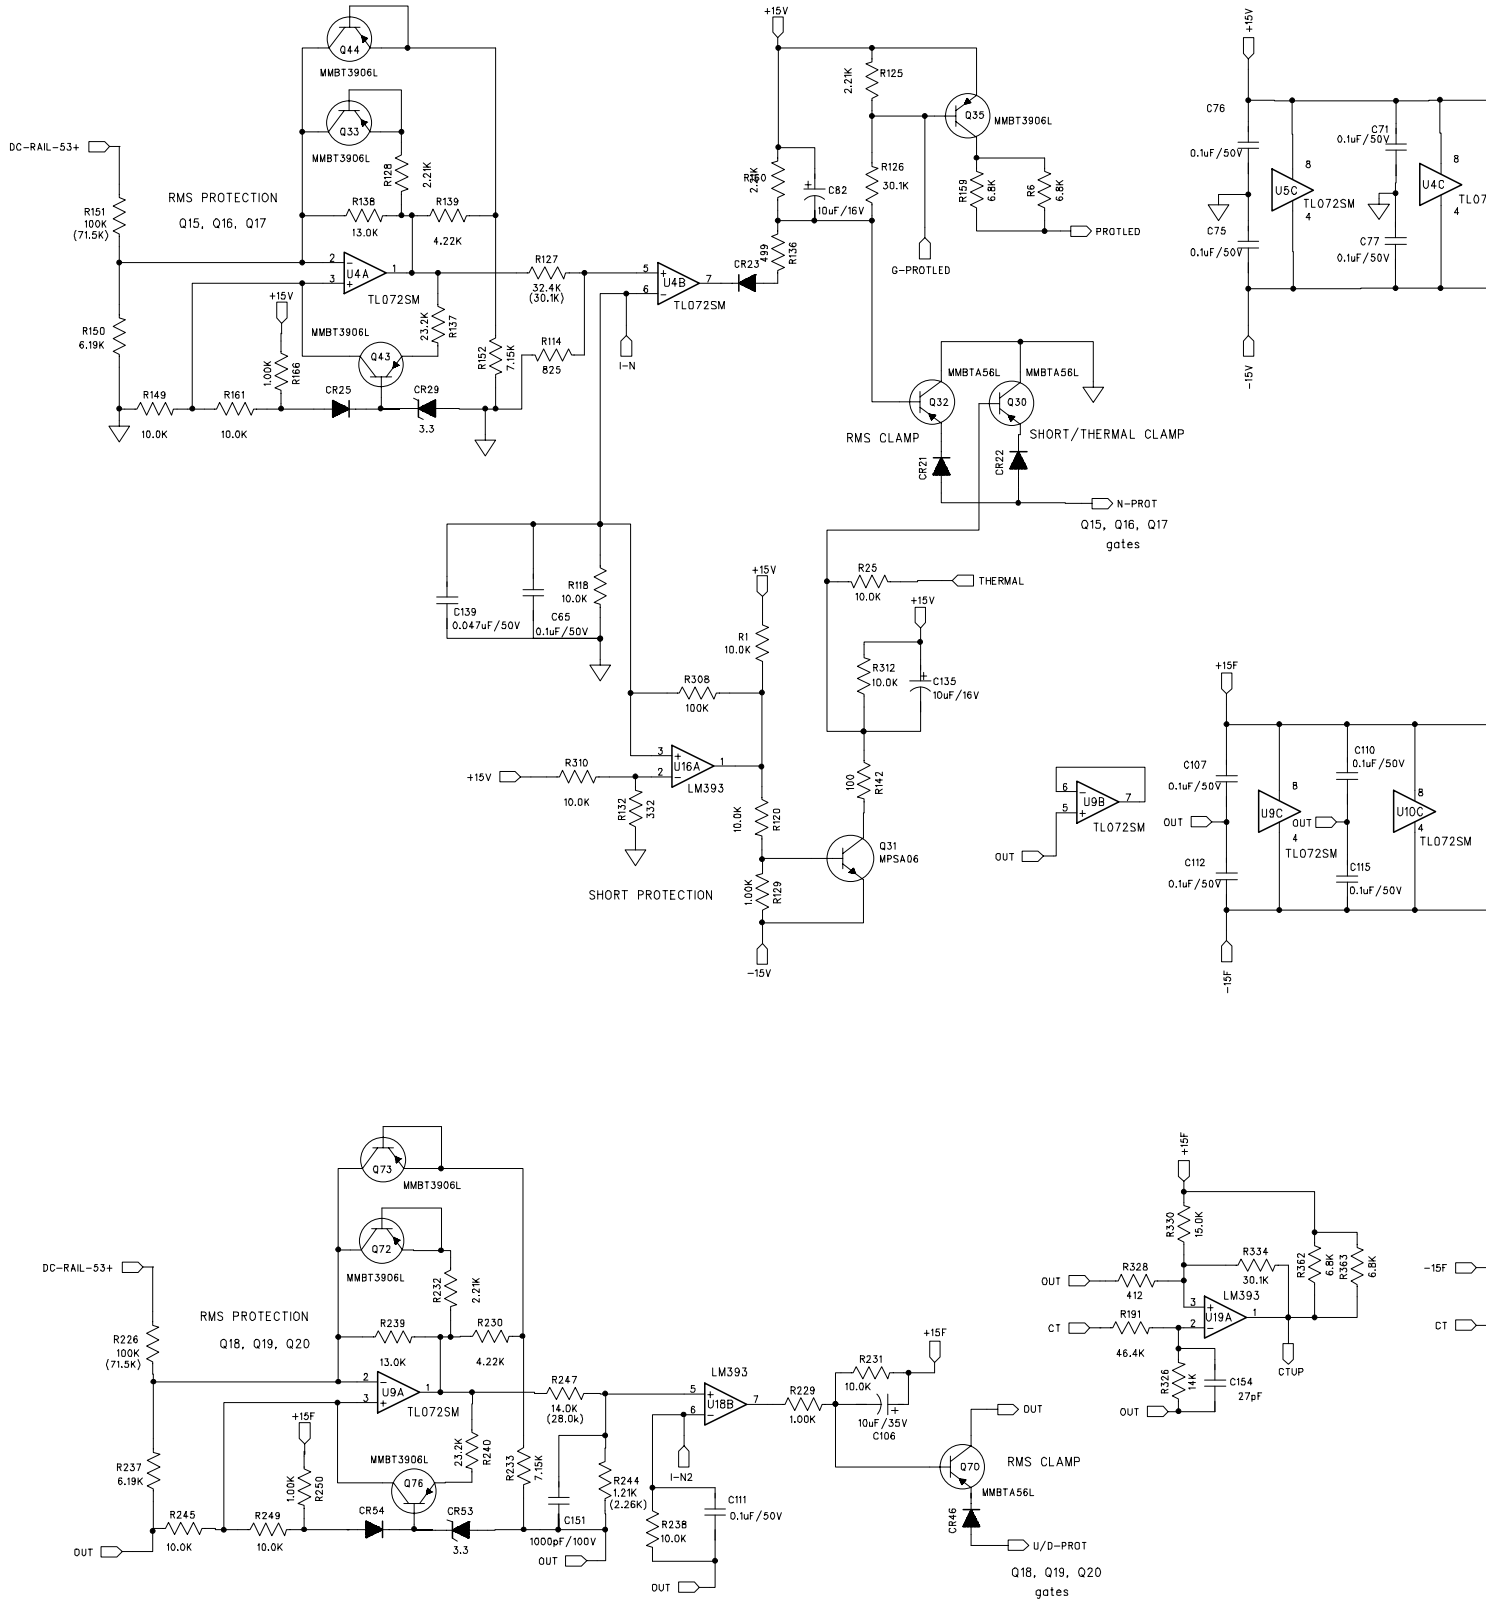 +15V
+15V
Q44
MMBT3906L
R125
2.21K
Q35
MMBT3906L
C76
0.1uF/50V
C71
0.1uF/50V
8
U5C
TL072SM
4
8
U4C
TL07
4
DC-RAIL-53+
Q33
MMBT3906L
R128
2.21K
RMS PROTECTION
Q15, Q16, Q17
R151
100K
(71.5K)
R138
13.0K
R139
4.22K
C82
10uF/16V
R126
30.1K
R159
6.8K
R6
6.8K
PROTLED
G-PROTLED
C75
0.1uF/50V
C77
0.1uF/50V
-15V
2
3
U4A
1
TL072SM
R127
32.4K
(30.1K)
5
6
U4B
7
TL072SM
CR23
499
R136
I-N
R150
6.19K
+15V
1.00K
R166
MMBT3906L
Q43
23.2K
R137
R152
7.15K
R114
825
R149
10.0K
R161
10.0K
CR25
CR29
3.3
MMBTA56L
MMBTA56L
Q32
Q30
RMS CLAMP
SHORT/THERMAL CLAMP
CR21
CR22
N-PROT
Q15, Q16, Q17
gates
C139
0.047uF/50V
C65
0.1uF/50V
R118
10.0K
+15V
R1
10.0K
R25
10.0K
THERMAL
+15V
R312
10.0K
C135
10uF/16V
R308
100K
+15V
R310
10.0K
R132
332
3
2
U16A
1
LM393
100
R142
10.0K
R120
Q31
MPSA06
1.00K
R129
SHORT PROTECTION
-15V
6
5
U9B
7
TL072SM
OUT
+15F
C107
0.1uF/50V
C110
0.1uF/50V
OUT
8
U9C
4
TL072SM
OUT
8
U10C
4
TL072SM
C112
0.1uF/50V
C115
0.1uF/50V
-15F
Q73
MMBT3906L
Q72
MMBT3906L
DC-RAIL-53+
R232
2.21K
RMS PROTECTION
Q18, Q19, Q20
R226
100K
(71.5K)
R239
13.0K
R230
4.22K
2
3
U9A
1
TL072SM
R247
14.0K
(28.0k)
LM393
5
6
U18B
7
R229
1.00K
R231
10.0K
+15F
10uF/35V
C106
I-N2
R237
6.19K
+15F
1.00K
R250
MMBT3906L
Q76
23.2K
R240
R233
7.15K
R244
1.21K
(2.26K)
C151
1000pF/100V
R245
10.0K
R249
10.0K
CR54
CR53
3.3
OUT
OUT
C111
0.1uF/50V
R238
10.0K
OUT
OUT
Q70
MMBTA56L
RMS CLAMP
CR46
U/D-PROT
Q18, Q19, Q20
gates
+15F
R330
15.0K
OUT
R328
412
R334
30.1K
R362
6.8K
R363
6.8K
CT
R191
46.4K
3
2
U19A
1
LM393
CTUP
R326
14K
C154
27pF
OUT
-15F
CT